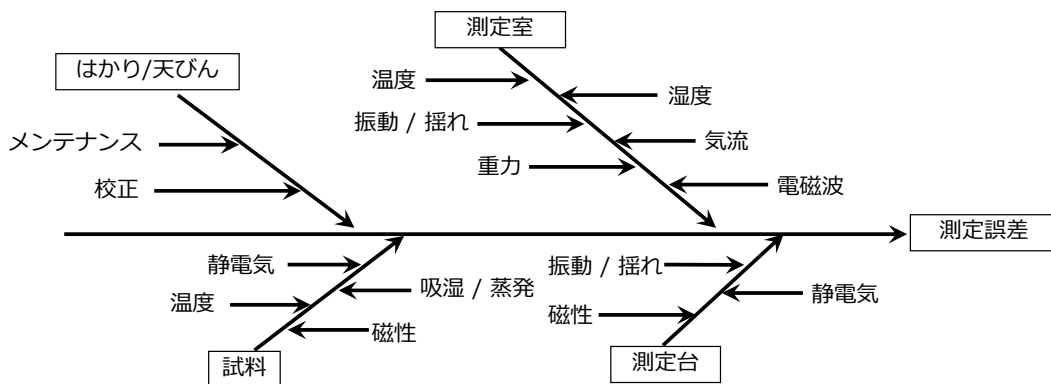 測定室
はかり/天びん
温度
湿度
メンテナンス
振動 / 揺れ
気流
校正
重力
電磁波
測定誤差
静電気
振動 / 揺れ
温度
吸湿 / 蒸発
静電気
磁性
磁性
試料
測定台